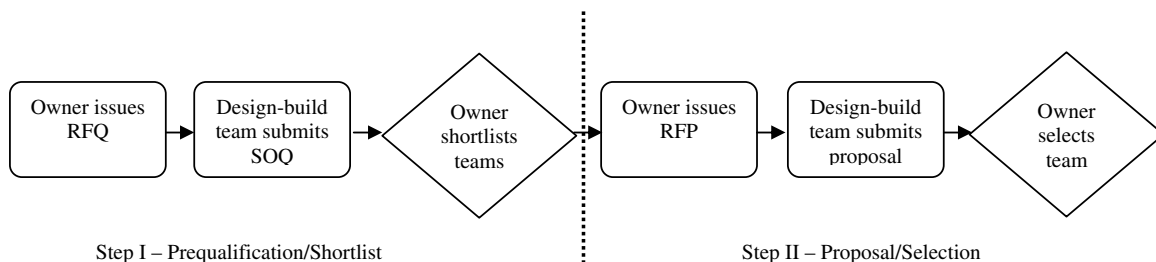 Owner issues
RFQ
Design-build
team submits
SOQ
Owner
shortlists
teams
Owner issues
RFP
Design-build
team submits
proposal
Owner
selects
team
Step I – Prequalification/Shortlist
Step II – Proposal/Selection